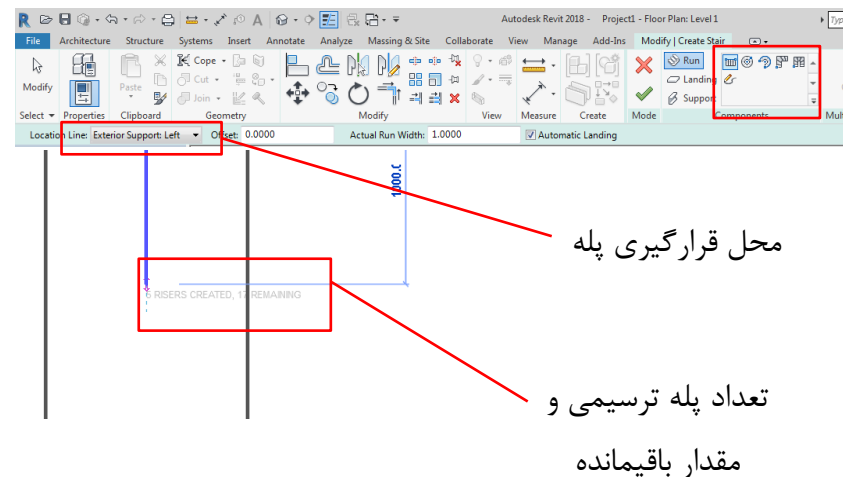 Autodesk Revit 2018 - Project1 - Floor Plan: Level 1
File Architecture Structure Systems Insert Annotate Analyze Massing & Site Collaborate View Manage Add-Ins Modify | Create Stair
Cope Run
Cut Landing
Modify Paste Join Support
Select Properties Clipboard Geometry Modify View Measure Create Mode Components
Location Line: Exterior Support: Left Offset: 0.0000 Actual Run Width: 1.0000 Automatic Landing
محل قرارگیری پله
RISERS CREATED, 17 REMAINING
تعداد پله ترسیمی و
مقدار باقیمانده